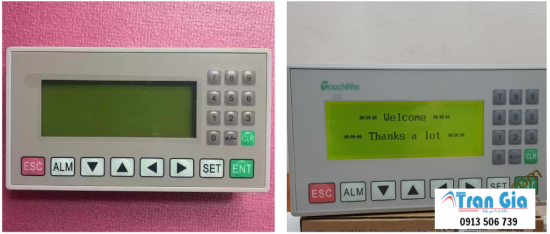 7 8 9
4 5 6
1 2 3
0 +/- CLR
ESC ALM ▼ ▲ ◀ ▶ SET ENT
TouchWin
*** Welcome ***
*** Thanks a lot ***
7 8 9
4 5 6
1 2 3
0 +/- CLR
ESC ALM ▼ ▲ ◀ ▶ SET
Tran Gia
0913 506 739